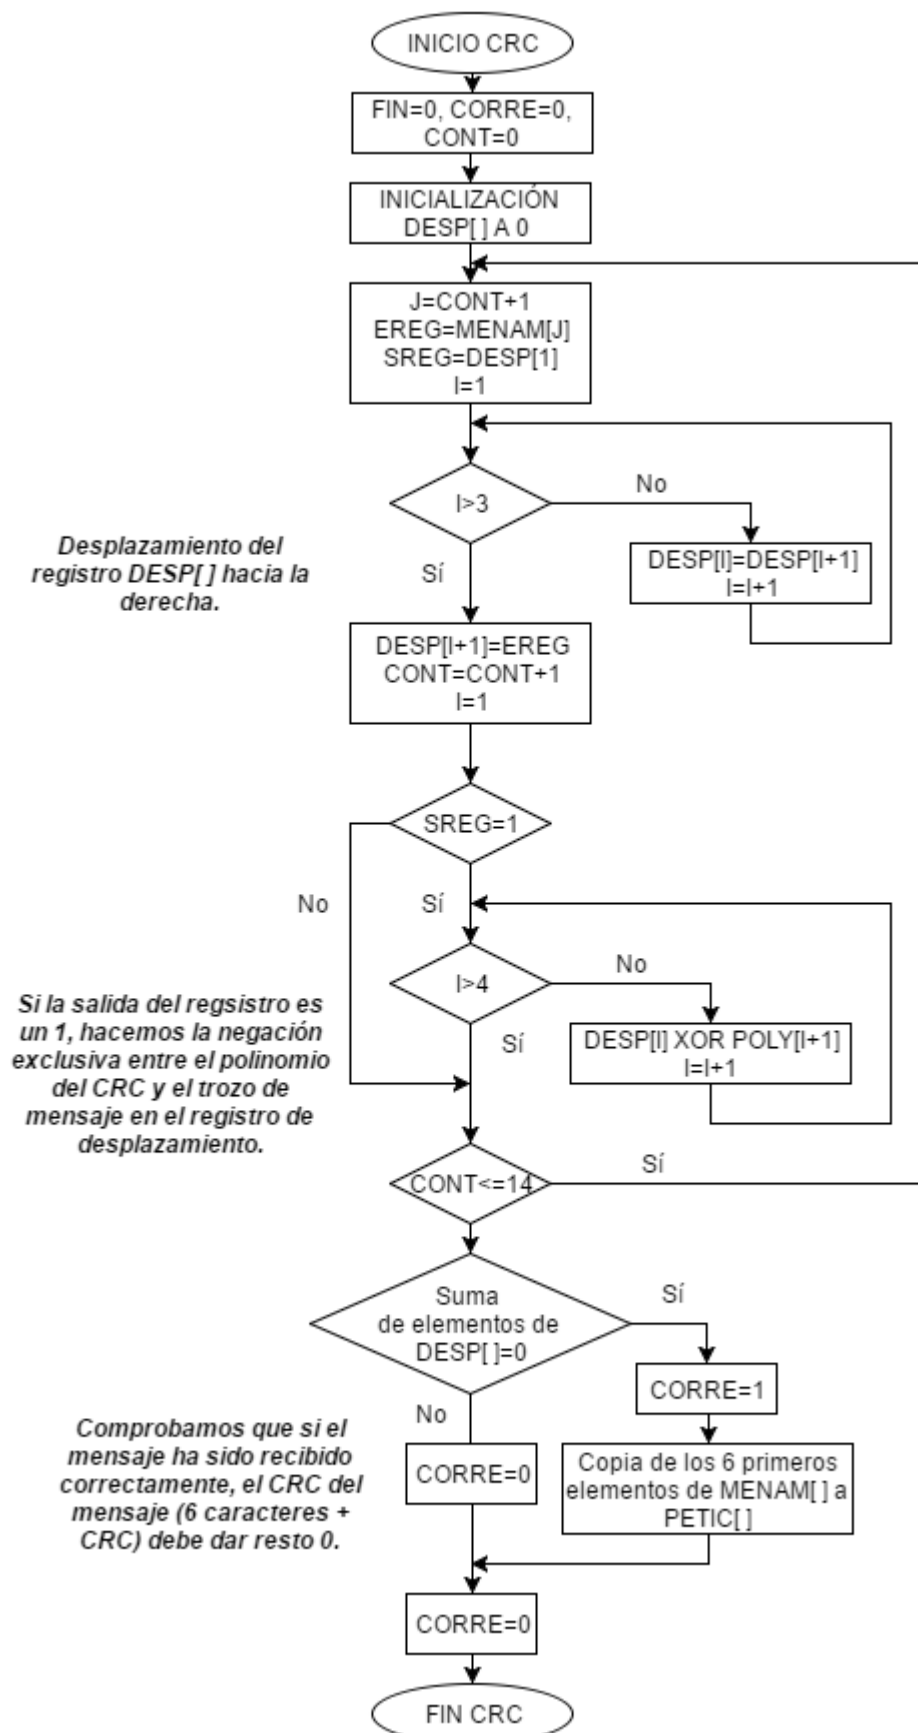 INICIO CRC
FIN=0, CORRE=0,
CONT=0
INICIALIZACIÓN
DESP[ ] A 0
J=CONT+1
EREG=MENAM[J]
SREG=DESP[1]
I=1
I>3
No
Sí
DESP[I]=DESP[I+1]
I=I+1
Desplazamiento del
registro DESP[ ] hacia la
derecha.
DESP[I+1]=EREG
CONT=CONT+1
I=1
SREG=1
No
Sí
I>4
No
Sí
DESP[I] XOR POLY[I+1]
I=I+1
Si la salida del regsistro es
un 1, hacemos la negación
exclusiva entre el polinomio
del CRC y el trozo de
mensaje en el registro de
desplazamiento.
CONT<=14
Sí
Suma
de elementos de
DESP[ ]=0
Sí
No
CORRE=1
Copia de los 6 primeros
elementos de MENAM[ ] a
PETIC[ ]
CORRE=0
Comprobamos que si el
mensaje ha sido recibido
correctamente, el CRC del
mensaje (6 caracteres +
CRC) debe dar resto 0.
CORRE=0
FIN CRC